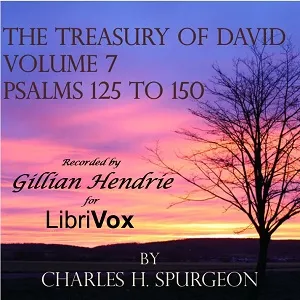 THE TREASURY OF DAVID
VOLUME 7
PSALMS 125 TO 150
Recorded by
Gillian Hendrie
for
LibriVox
BY
CHARLES H. SPURGEON